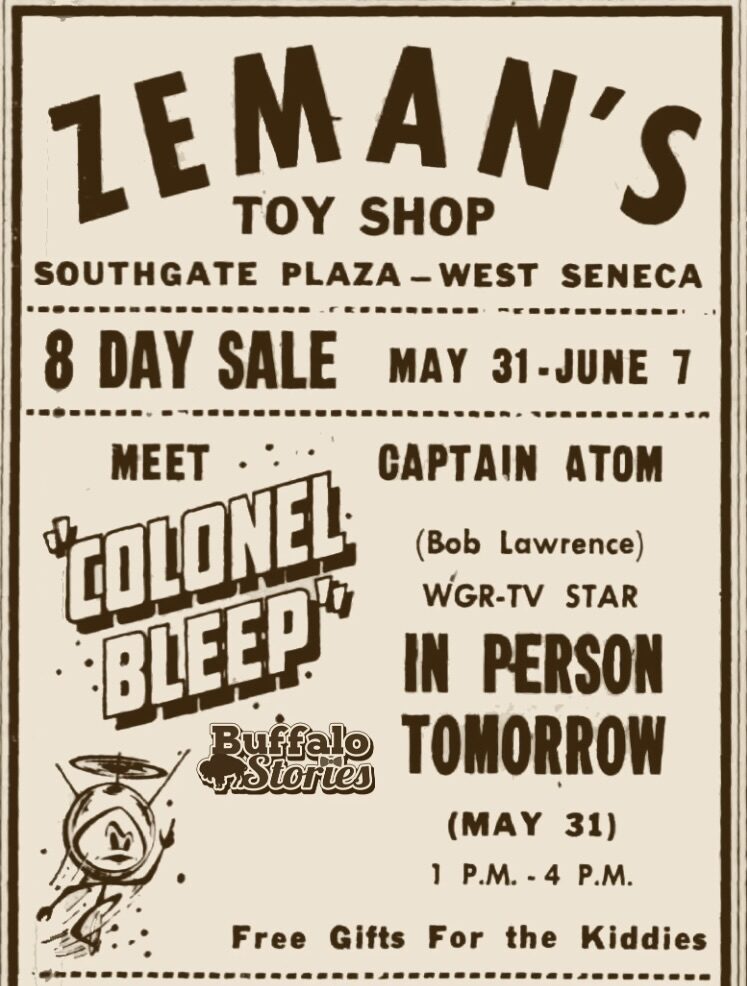 ZEMAN'S
TOY SHOP
SOUTHGATE PLAZA – WEST SENECA
8 DAY SALE MAY 31 - JUNE 7
MEET
"COLONEL
BLEEP"
CAPTAIN ATOM
(Bob Lawrence)
WGR-TV STAR
IN PERSON
TOMORROW
(MAY 31)
1 P.M. - 4 P.M.
Buffalo
Stories
Free Gifts For the Kiddies